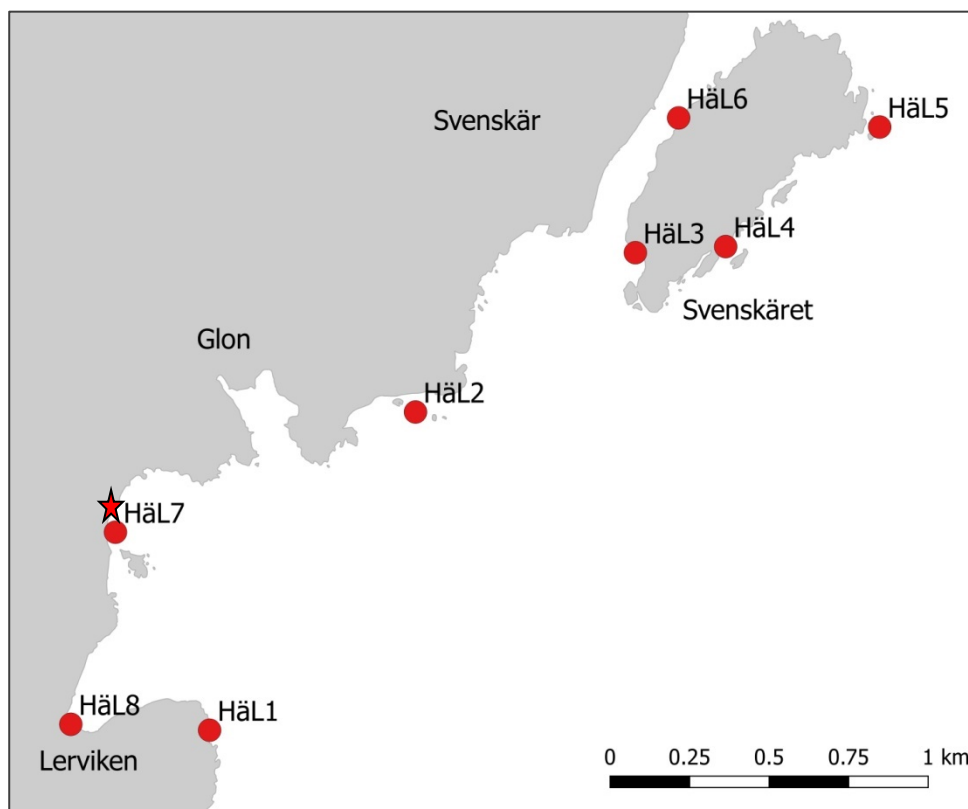 HäL6
HäL5
Svenskär
HäL3
HäL4
Svenskäret
Glon
HäL2
HäL7
HäL8
HäL1
Lerviken
0 0.25 0.5 0.75 1 km